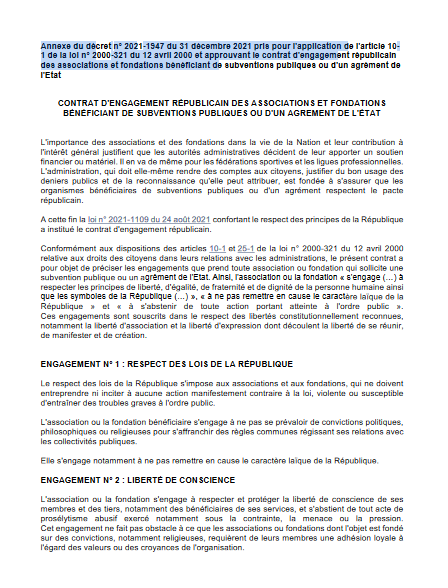 Annexe du décret n° 2021-1947 du 31 décembre 2021 pris pour l'application de l'article 10-
1 de la loi n° 2000-321 du 12 avril 2000 et approuvant le contrat d'engagement républicain
des associations et fondations bénéficiant de subventions publiques ou d'un agrément de
l'Etat
CONTRAT D'ENGAGEMENT RÉPUBLICAIN DES ASSOCIATIONS ET FONDATIONS
BÉNÉFICIANT DE SUBVENTIONS PUBLIQUES OU D'UN AGREMENT DE L'ÉTAT
L'importance des associations et des fondations dans la vie de la Nation et leur contribution à
l'intérêt général justifient que les autorités administratives décident de leur apporter un soutien
financier ou matériel. Il en va de même pour les fédérations sportives et les ligues professionnelles.
L'administration, qui doit elle-même rendre des comptes aux citoyens, justifier du bon usage des
deniers publics et de la reconnaissance qu'elle peut attribuer, est fondée à s'assurer que les
organismes bénéficiaires de subventions publiques ou d'un agrément respectent le pacte
républicain.
A cette fin la loi n° 2021-1109 du 24 août 2021 confortant le respect des principes de la République
a institué le contrat d'engagement républicain.
Conformément aux dispositions des articles 10-1 et 25-1 de la loi n° 2000-321 du 12 avril 2000
relative aux droits des citoyens dans leurs relations avec les administrations, le présent contrat a
pour objet de préciser les engagements que prend toute association ou fondation qui sollicite une
subvention publique ou un agrément de l'Etat. Ainsi, l'association ou la fondation « s'engage (…) à
respecter les principes de liberté, d'égalité, de fraternité et de dignité de la personne humaine ainsi
que les symboles de la République (…) », « à ne pas remettre en cause le caractère laïque de la
République » et « à s'abstenir de toute action portant atteinte à l'ordre public ».
Ces engagements sont souscrits dans le respect des libertés constitutionnellement reconnues,
notamment la liberté d'association et la liberté d'expression dont découlent la liberté de se réunir,
de manifester et de création.
ENGAGEMENT N° 1 : RESPECT DES LOIS DE LA RÉPUBLIQUE
Le respect des lois de la République s'impose aux associations et aux fondations, qui ne doivent
entreprendre ni inciter à aucune action manifestement contraire à la loi, violente ou susceptible
d'entraîner des troubles graves à l'ordre public.
L'association ou la fondation bénéficiaire s'engage à ne pas se prévaloir de convictions politiques,
philosophiques ou religieuses pour s'affranchir des règles communes régissant ses relations avec
les collectivités publiques.
Elle s'engage notamment à ne pas remettre en cause le caractère laïque de la République.
ENGAGEMENT N° 2 : LIBERTÉ DE CONSCIENCE
L'association ou la fondation s'engage à respecter et protéger la liberté de conscience de ses
membres et des tiers, notamment des bénéficiaires de ses services, et s'abstient de tout acte de
prosélytisme abusif exercé notamment sous la contrainte, la menace ou la pression.
Cet engagement ne fait pas obstacle à ce que les associations ou fondations dont l'objet est fondé
sur des convictions, notamment religieuses, requièrent de leurs membres une adhésion loyale à
l'égard des valeurs ou des croyances de l'organisation.